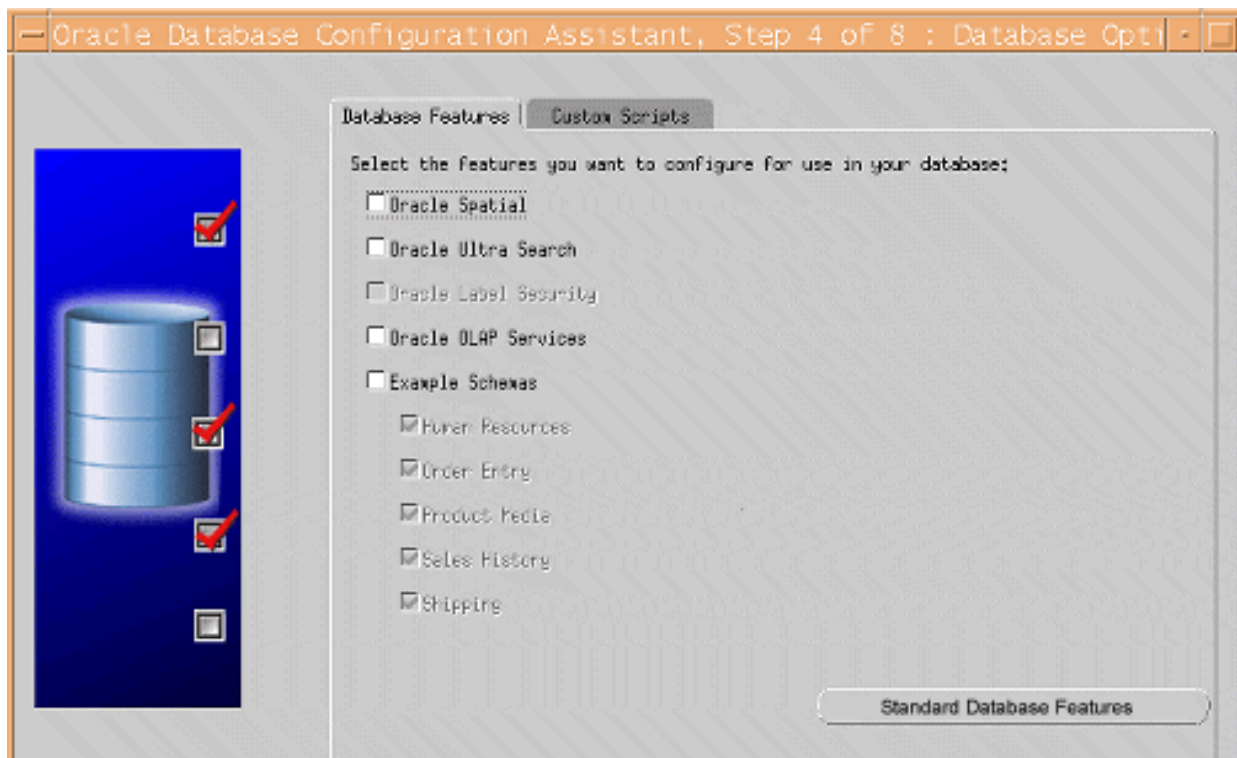 Oracle Database Configuration Assistant, Step 4 of 8 : Database Opti
Database Features
Custom Scripts
Select the features you want to configure for use in your database:
Oracle Spatial
Oracle Ultra Search
Oracle Label Security
Oracle OLAP Services
Example Schemas
Human Resources
Order Entry
Product Media
Sales History
Shipping
Standard Database Features